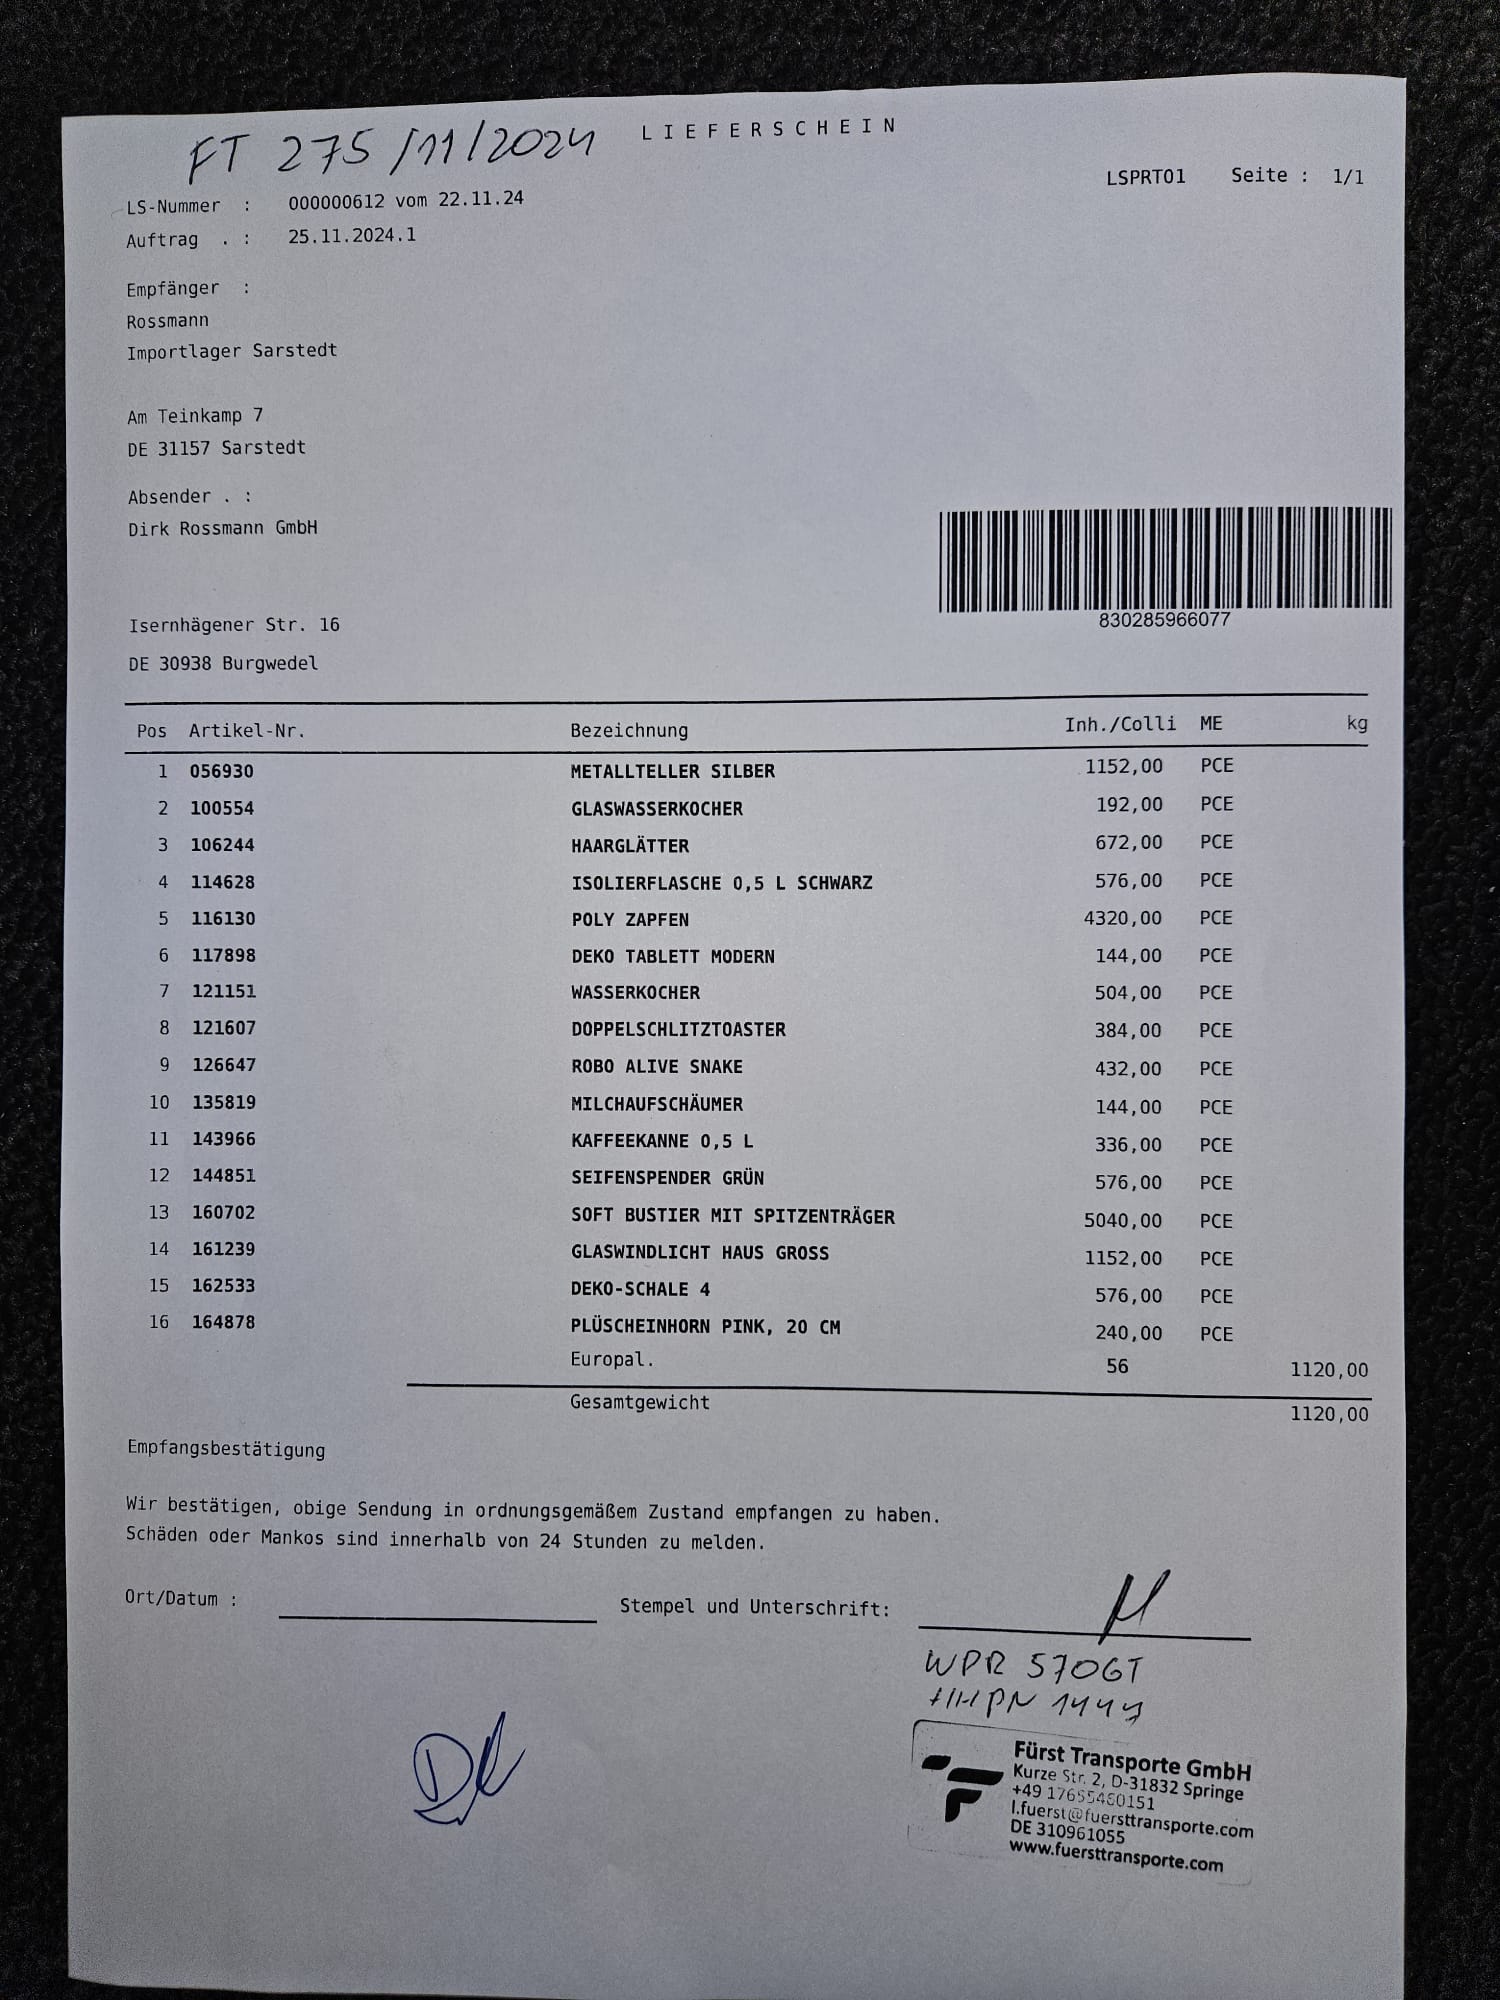 FT 275/11/2024
LIEFERSCHEIN
LSPRT01 Seite : 1/1
LS-Nummer : 000000612 vom 22.11.24
Auftrag . : 25.11.2024.1
Empfänger :
Rossmann
Importlager Sarstedt
Am Teinkamp 7
DE 31157 Sarstedt
Absender . :
Dirk Rossmann GmbH
830285966077
Isernhägener Str. 16
DE 30938 Burgwedel
Pos Artikel-Nr. Bezeichnung Inh./Colli ME kg
1 056930 METALLTELLER SILBER 1152,00 PCE
2 100554 GLASWASSERKOCHER 192,00 PCE
3 106244 HAARGLÄTTER 672,00 PCE
4 114628 ISOLIERFLASCHE 0,5 L SCHWARZ 576,00 PCE
5 116130 POLY ZAPFEN 4320,00 PCE
6 117898 DEKO TABLETT MODERN 144,00 PCE
7 121151 WASSERKOCHER 504,00 PCE
8 121607 DOPPELSCHLITZTOASTER 384,00 PCE
9 126647 ROBO ALIVE SNAKE 432,00 PCE
10 135819 MILCHAUFSCHÄUMER 144,00 PCE
11 143966 KAFFEEKANNE 0,5 L 336,00 PCE
12 144851 SEIFENSPENDER GRÜN 576,00 PCE
13 160702 SOFT BUSTIER MIT SPITZENTRÄGER 5040,00 PCE
14 161239 GLASWINDLICHT HAUS GROSS 1152,00 PCE
15 162533 DEKO-SCHALE 4 576,00 PCE
16 164878 PLÜSCHEINHORN PINK, 20 CM 240,00 PCE
Europal. 56 1120,00
Gesamtgewicht 1120,00
Empfangsbestätigung
Wir bestätigen, obige Sendung in ordnungsgemäßem Zustand empfangen zu haben.
Schäden oder Mankos sind innerhalb von 24 Stunden zu melden.
Ort/Datum : Stempel und Unterschrift:
WPR 5706T
Fürst Transporte GmbH
Kurze Str. 2, D-31832 Springe
+49 17655460151
l.fuerst@fuersttransporte.com
DE 310961055
www.fuersttransporte.com